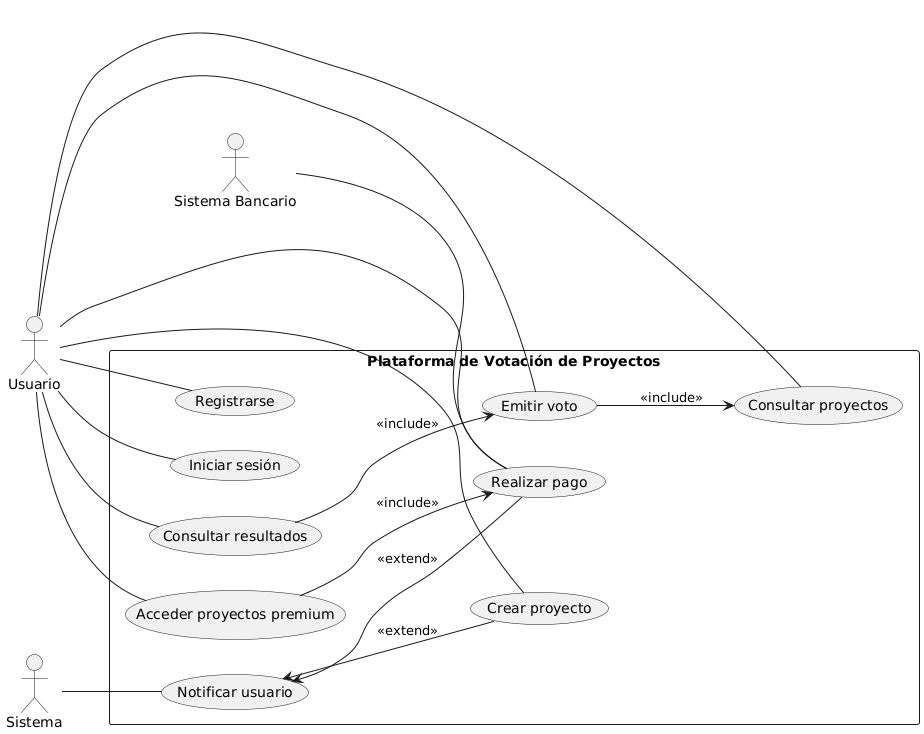 Sistema Bancario
Usuario
Plataforma de Votación de Proyectos
Registrarse
Emitir voto
«include»
Consultar proyectos
«include»
Iniciar sesión
Realizar pago
«include»
Consultar resultados
«extend»
Acceder proyectos premium
Crear proyecto
«extend»
Notificar usuario
Sistema